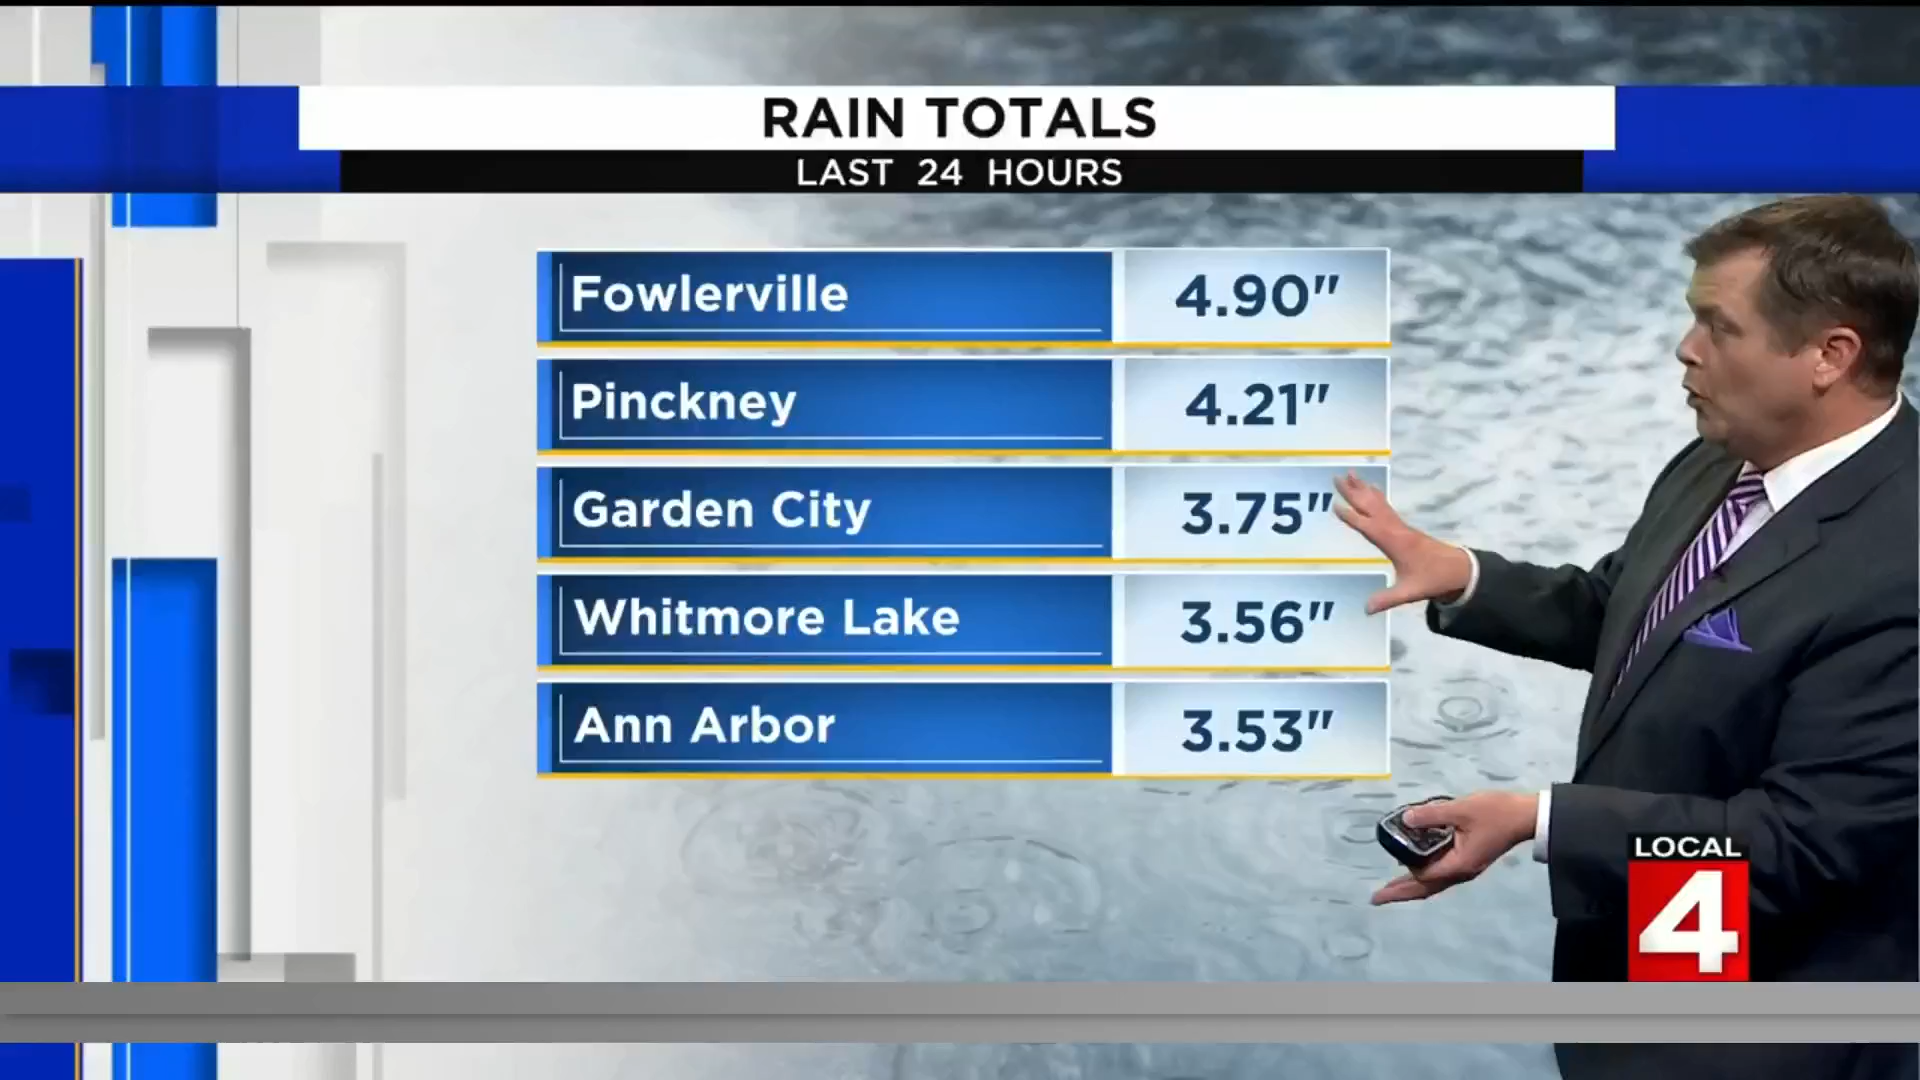 RAIN TOTALS
LAST 24 HOURS
Fowlerville 4.90"
Pinckney 4.21"
Garden City 3.75"
Whitmore Lake 3.56"
Ann Arbor 3.53"
LOCAL
4